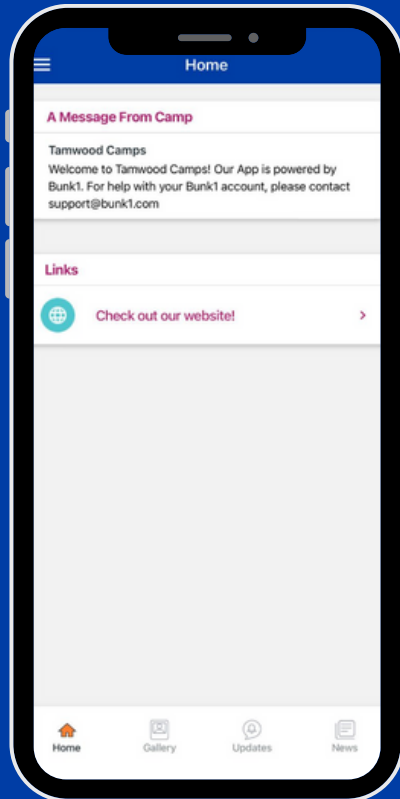 Home
A Message From Camp
Tamwood Camps
Welcome to Tamwood Camps! Our App is powered by
Bunk1. For help with your Bunk1 account, please contact
support@bunk1.com
Links
Check out our website!
Home
Gallery
Updates
News